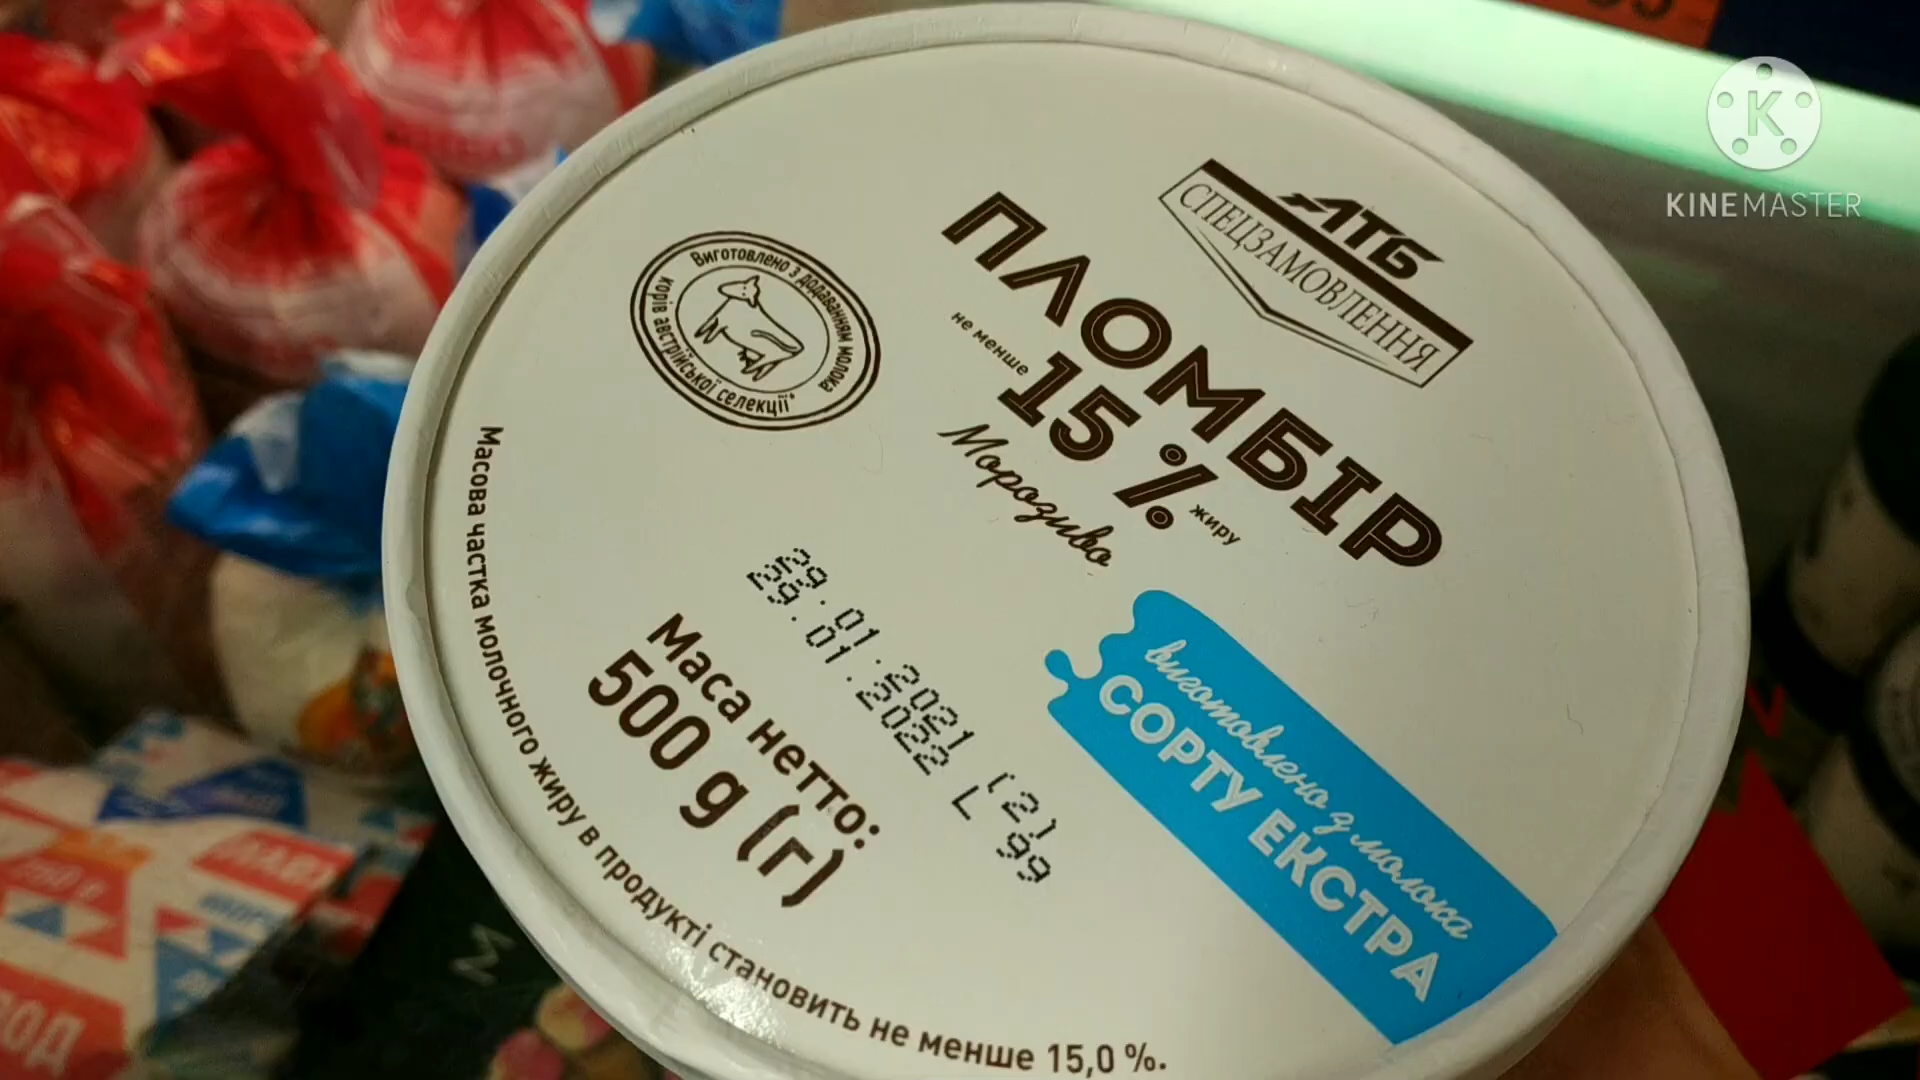 АТБ
СПЕЦЗАМОВЛЕННЯ
ПЛОМБІР
не менше
15%
жиру
Морозиво
Виготовлено з додаванням молока
корів австрійської селекції*
29.01.2021 (2)
29.01.2022 L 99
Маса нетто:
500 g (г)
виготовлено з молока
СОРТУ ЕКСТРА
Масова частка молочного жиру в продукті становить не менше 15,0 %.
K
KINEMASTER